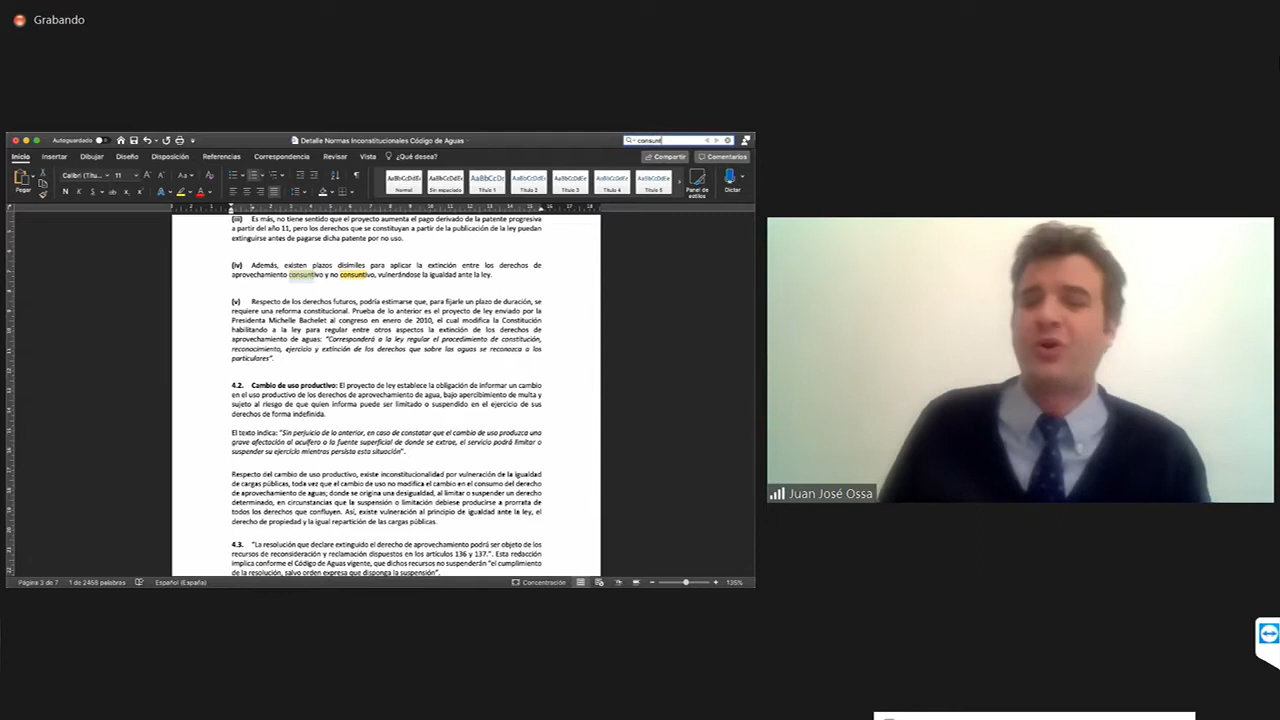 Grabando
Autoguardado
Detalle Normas Inconstitucionales Código de Aguas
consunt
Inicio Insertar Dibujar Diseño Disposición Referencias Correspondencia Revisar Vista ¿Qué desea?
Compartir Comentarios
Pegar
Calibri (Títu... 11
N K S
AaBbCcDdEe Normal
AaBbCcDdEe Sin espaciado
AaBbCcDc Título 1
AaBbCcDdEe Título 2
AaBbCcDdEe Título 3
AaBbCcDdEe Título 4
AaBbCcDdEe Título 5
Panel de estilos
Dictar
(iii) Es más, no tiene sentido que el proyecto aumenta el pago derivado de la patente progresiva
a partir del año 11, pero los derechos que se constituyan a partir de la publicación de la ley puedan
extinguirse antes de pagarse dicha patente por no uso.
(iv) Además, existen plazos disímiles para aplicar la extinción entre los derechos de
aprovechamiento consuntivo y no consuntivo, vulnerándose la igualdad ante la ley.
(v) Respecto de los derechos futuros, podría estimarse que, para fijarle un plazo de duración, se
requiere una reforma constitucional. Prueba de lo anterior es el proyecto de ley enviado por la
Presidenta Michelle Bachelet al congreso en enero de 2010, el cual modifica la Constitución
habilitando a la ley para regular entre otros aspectos la extinción de los derechos de
aprovechamiento de aguas: "Corresponderá a la ley regular el procedimiento de constitución,
reconocimiento, ejercicio y extinción de los derechos que sobre las aguas se reconozca a los
particulares".
4.2. Cambio de uso productivo: El proyecto de ley establece la obligación de informar un cambio
en el uso productivo de los derechos de aprovechamiento de agua, bajo apercibimiento de multa y
sujeto al riesgo de que quien informa puede ser limitado o suspendido en el ejercicio de sus
derechos de forma indefinida.
El texto indica: "Sin perjuicio de lo anterior, en caso de constatar que el cambio de uso produzca una
grave afectación al acuífero o la fuente superficial de donde se extrae, el servicio podrá limitar o
suspender su ejercicio mientras persista esta situación".
Respecto del cambio de uso productivo, existe inconstitucionalidad por vulneración de la igualdad
de cargas públicas, toda vez que el cambio de uso no modifica el cambio en el consumo del derecho
de aprovechamiento de aguas; donde se origina una desigualdad, al limitar o suspender un derecho
determinado, en circunstancias que la suspensión o limitación debiese producirse a prorrata de
todos los derechos que confluyen. Así, existe vulneración al principio de igualdad ante la ley, el
derecho de propiedad y la igual repartición de las cargas públicas.
4.3. "La resolución que declare extinguido el derecho de aprovechamiento podrá ser objeto de los
recursos de reconsideración y reclamación dispuestos en los artículos 136 y 137.". Esta redacción
implica conforme el Código de Aguas vigente, que dichos recursos no suspenderán "el cumplimiento
de la resolución, salvo orden expresa que disponga la suspensión".
Página 3 de 7 1 de 2458 palabras Español (España) Concentración 135%
Juan José Ossa